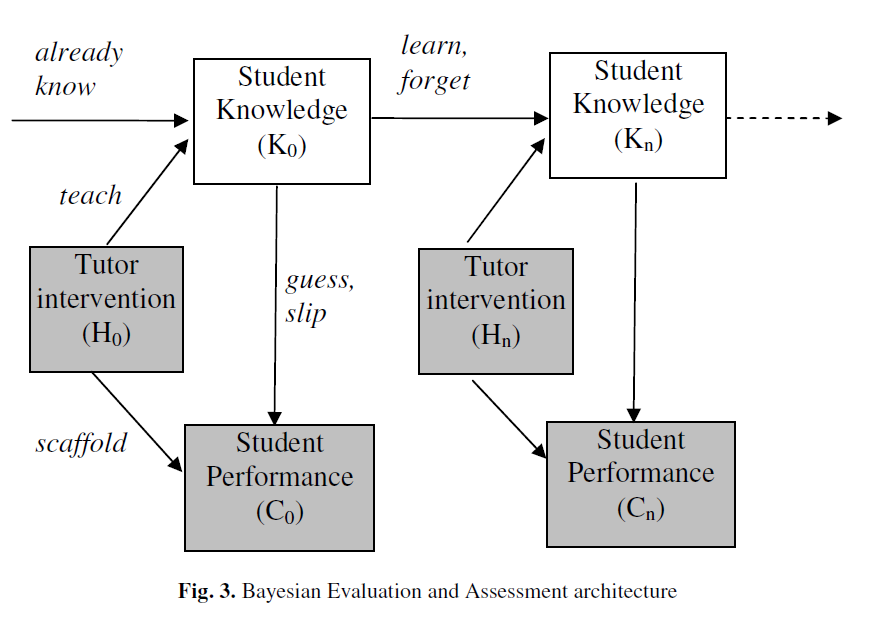 already
know
Student
Knowledge
(K0)
learn,
forget
Student
Knowledge
(Kn)
teach
Tutor
intervention
(H0)
guess,
slip
Tutor
intervention
(Hn)
scaffold
Student
Performance
(C0)
Student
Performance
(Cn)
Fig. 3. Bayesian Evaluation and Assessment architecture